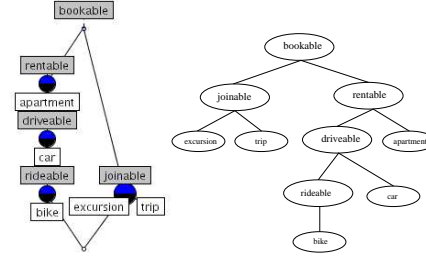 bookable
rentable
apartment
driveable
car
rideable
joinable
bike
excursion
trip
bookable
joinable
rentable
excursion
trip
driveable
apartment
rideable
car
bike